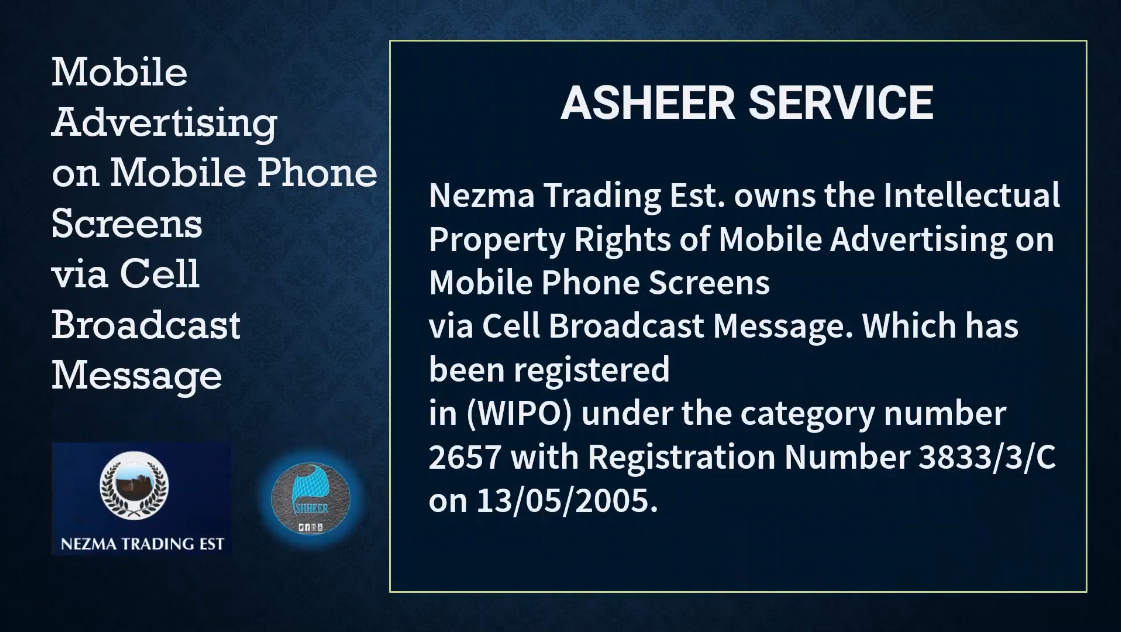 Mobile
Advertising
on Mobile Phone
Screens
via Cell
Broadcast
Message
NEZMA TRADING EST
SHHEER
ASHEER SERVICE
Nezma Trading Est. owns the Intellectual
Property Rights of Mobile Advertising on
Mobile Phone Screens
via Cell Broadcast Message. Which has
been registered
in (WIPO) under the category number
2657 with Registration Number 3833/3/C
on 13/05/2005.